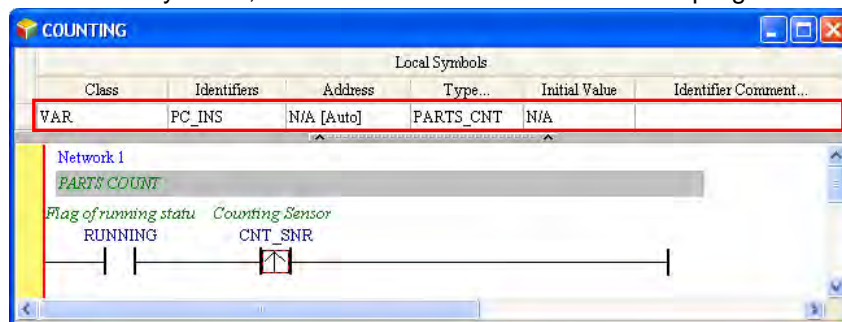 COUNTING
Local Symbols
Class Identifiers Address Type... Initial Value Identifier Comment...
VAR PC_INS N/A [Auto] PARTS_CNT N/A
Network 1
PARTS COUNT
Flag of running statu Counting Sensor
RUNNING CNT_SNR